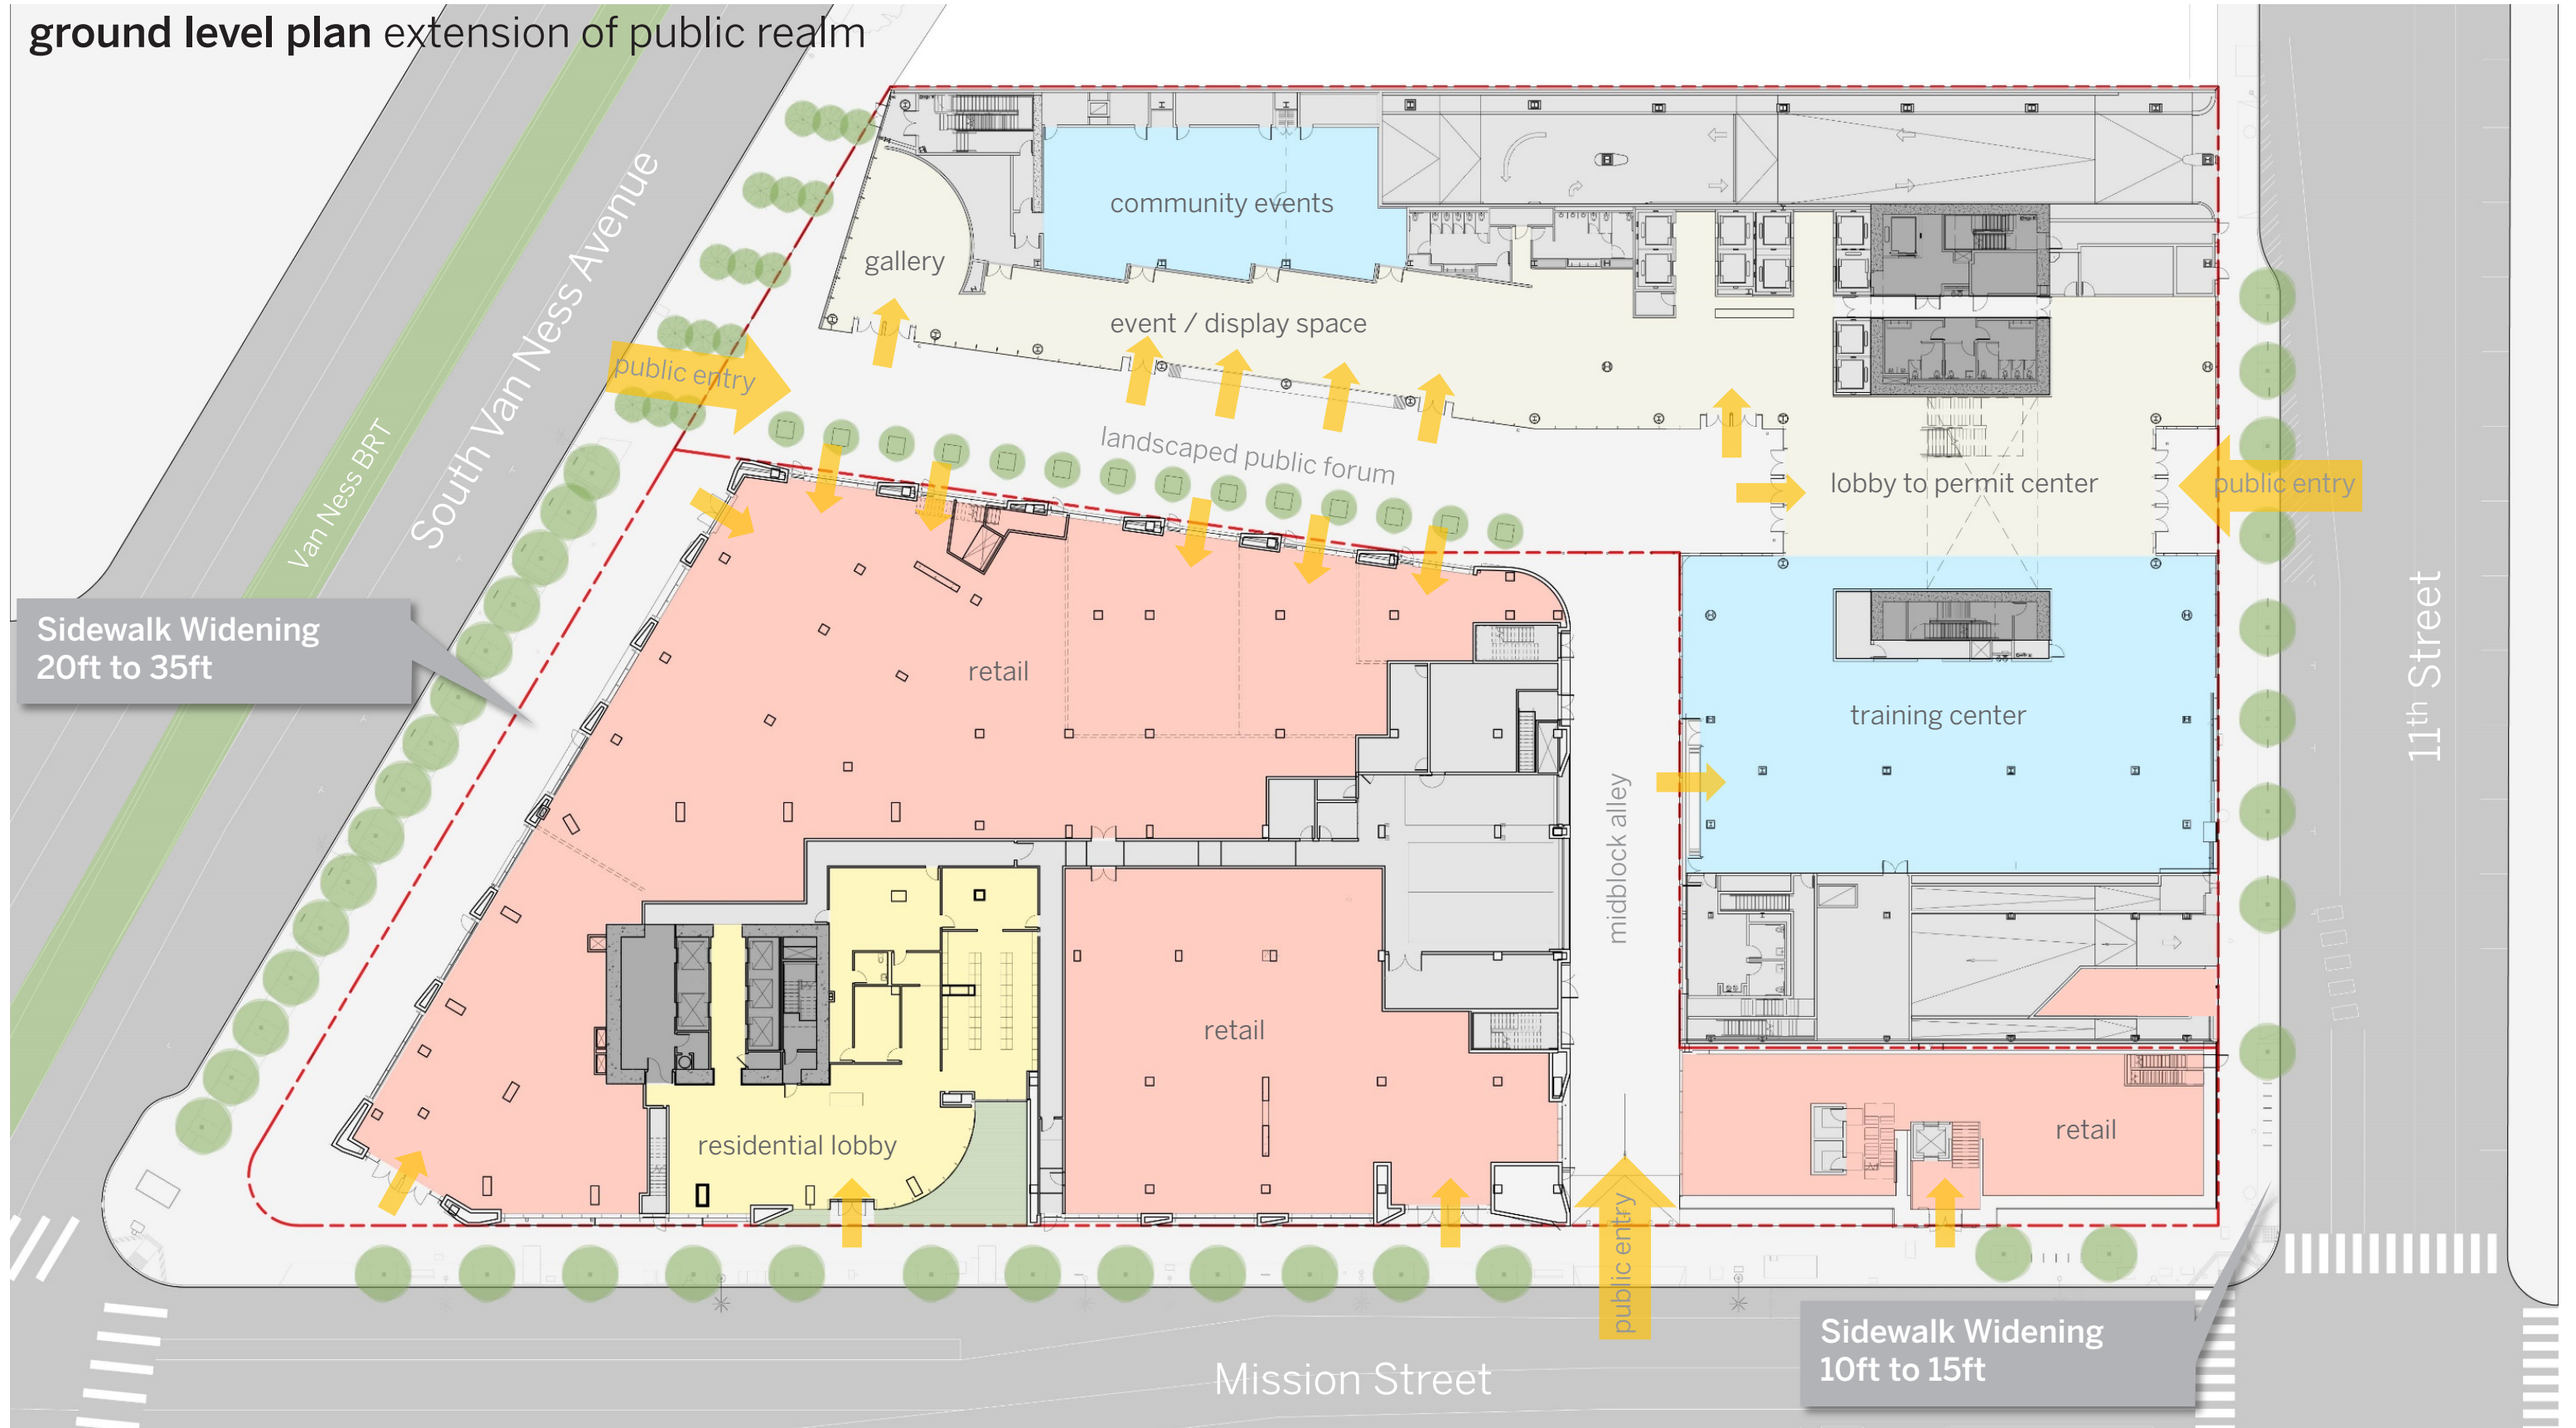 ground level plan extension of public realm
South Van Ness Avenue
Van Ness BRT
community events
gallery
event / display space
public entry
landscaped public forum
lobby to permit center
public entry
Sidewalk Widening
20ft to 35ft
retail
training center
11th Street
midblock alley
retail
residential lobby
retail
public entry
Sidewalk Widening
10ft to 15ft
Mission Street